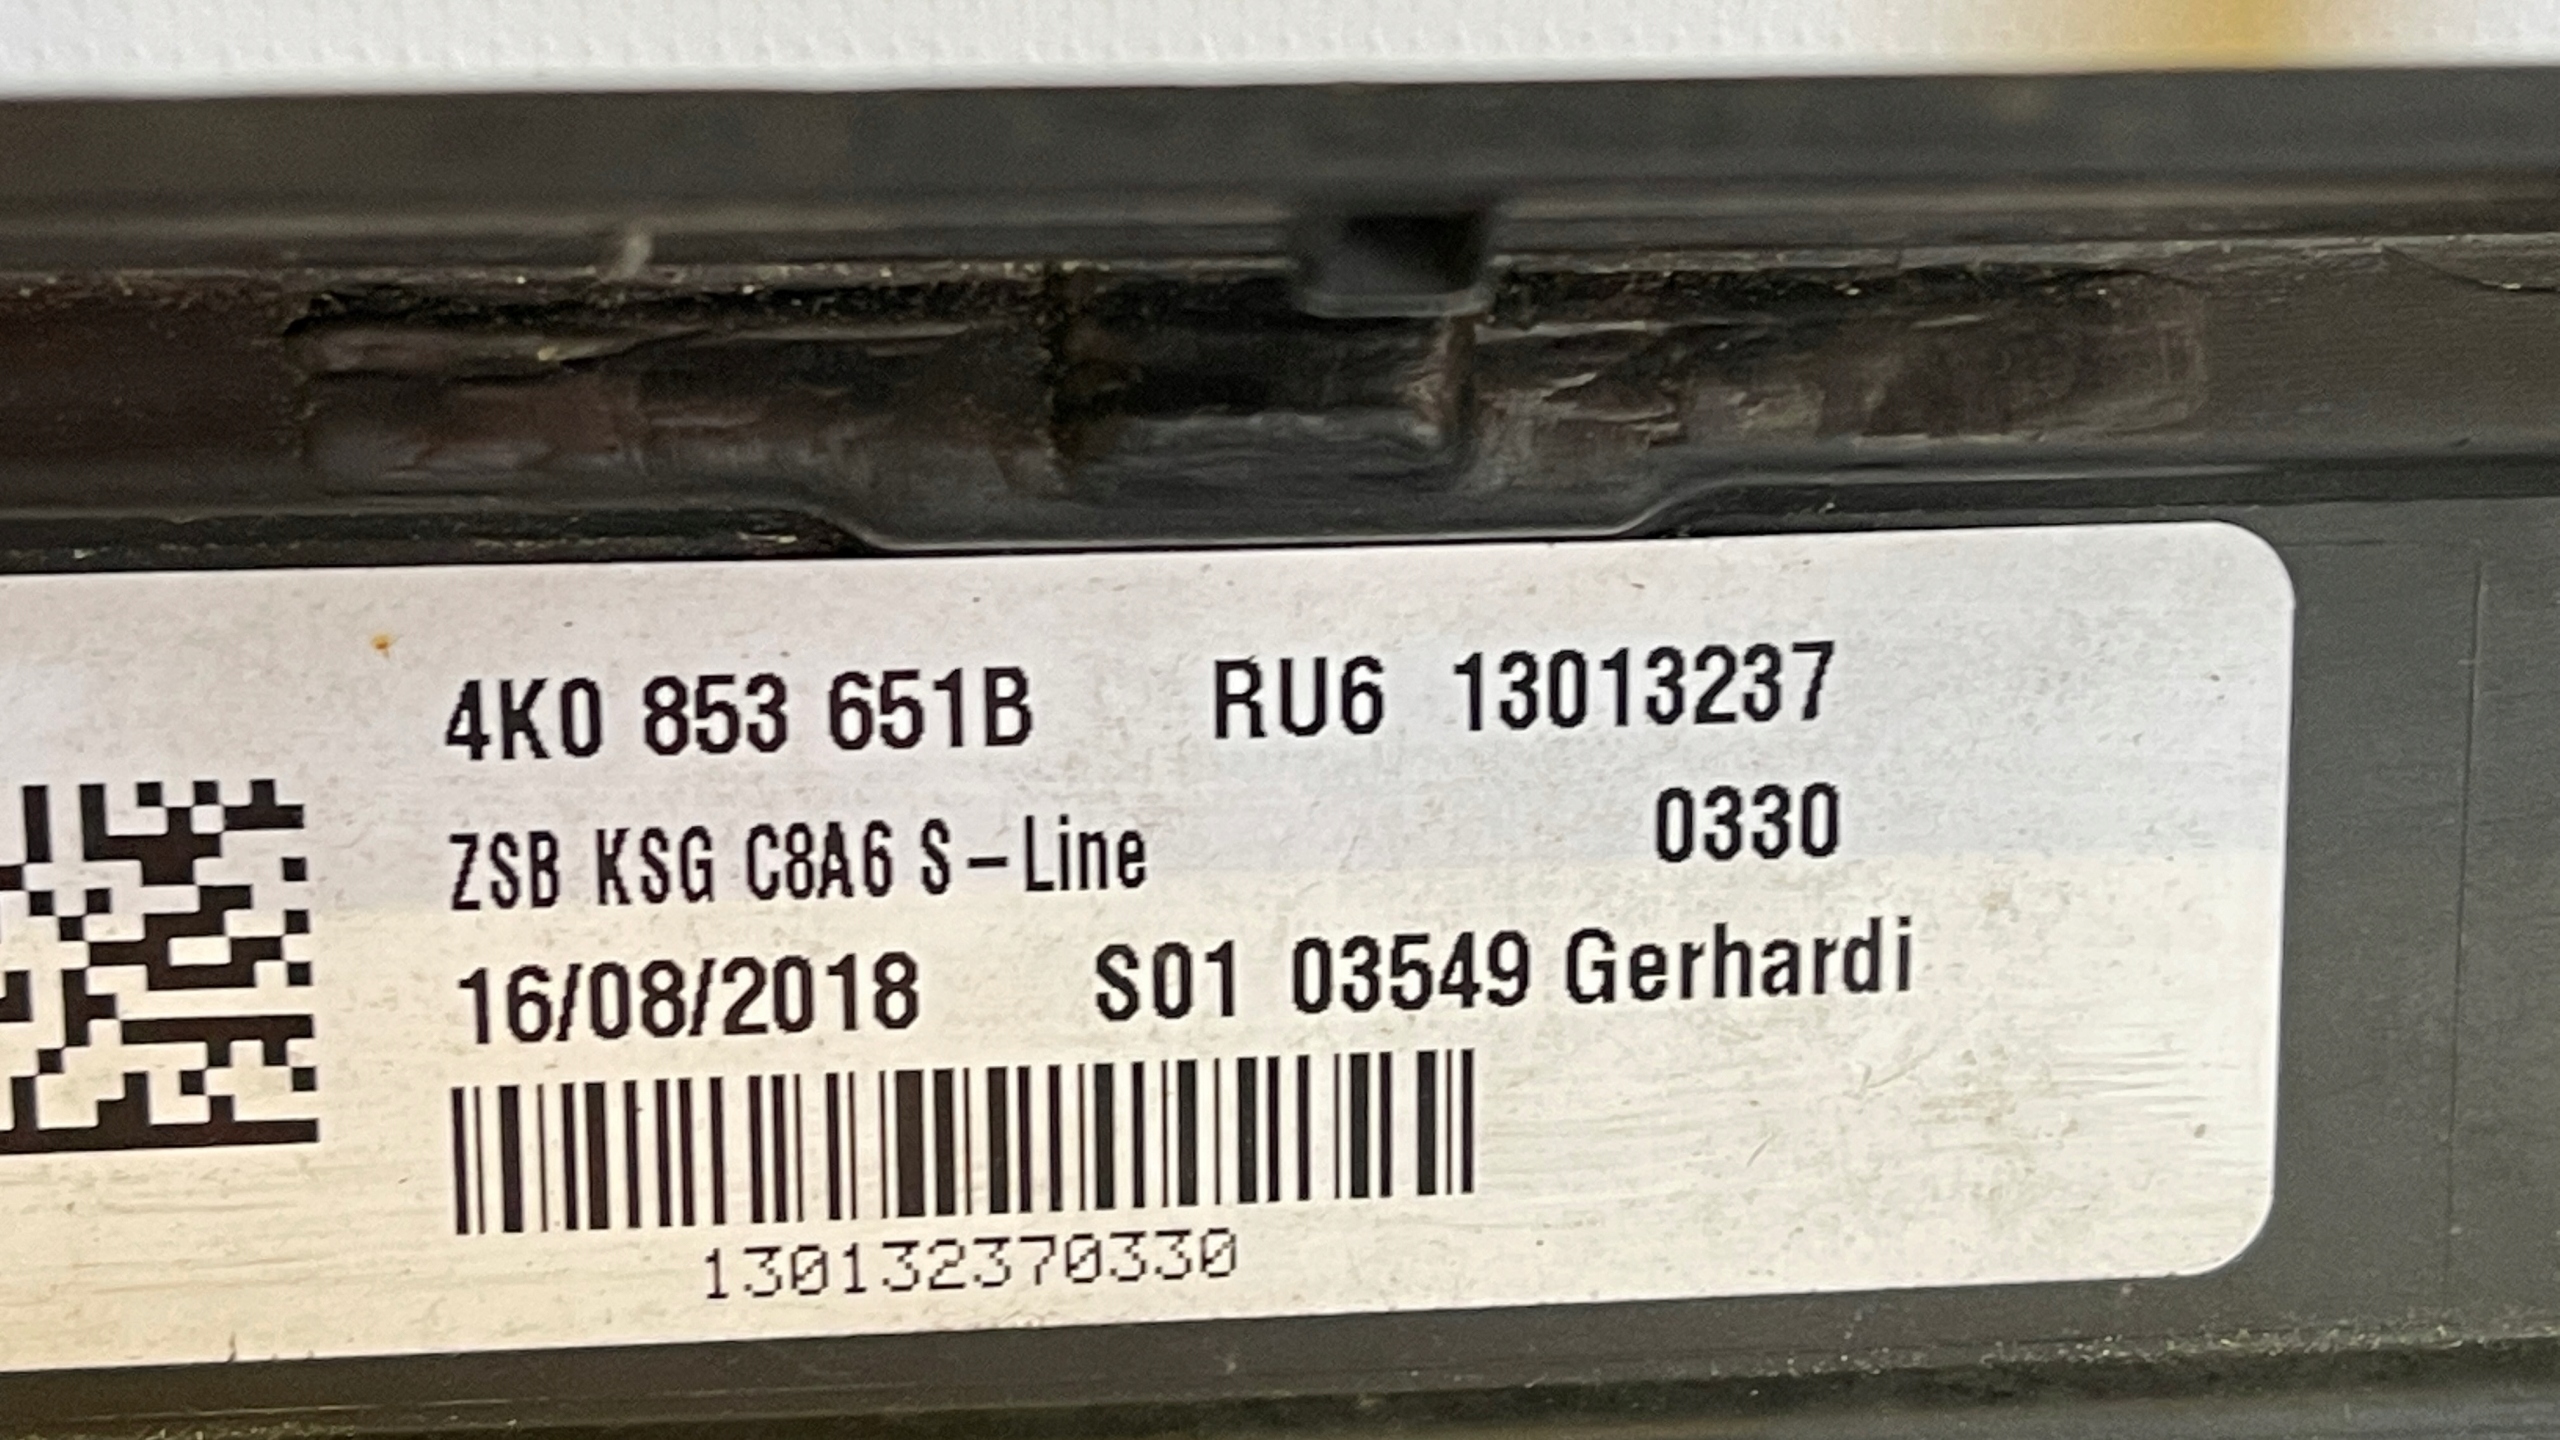 4K0 853 651B RU6 13013237
0330
ZSB KSG C8A6 S-Line
16/08/2018 S01 03549 Gerhardi
130132370330